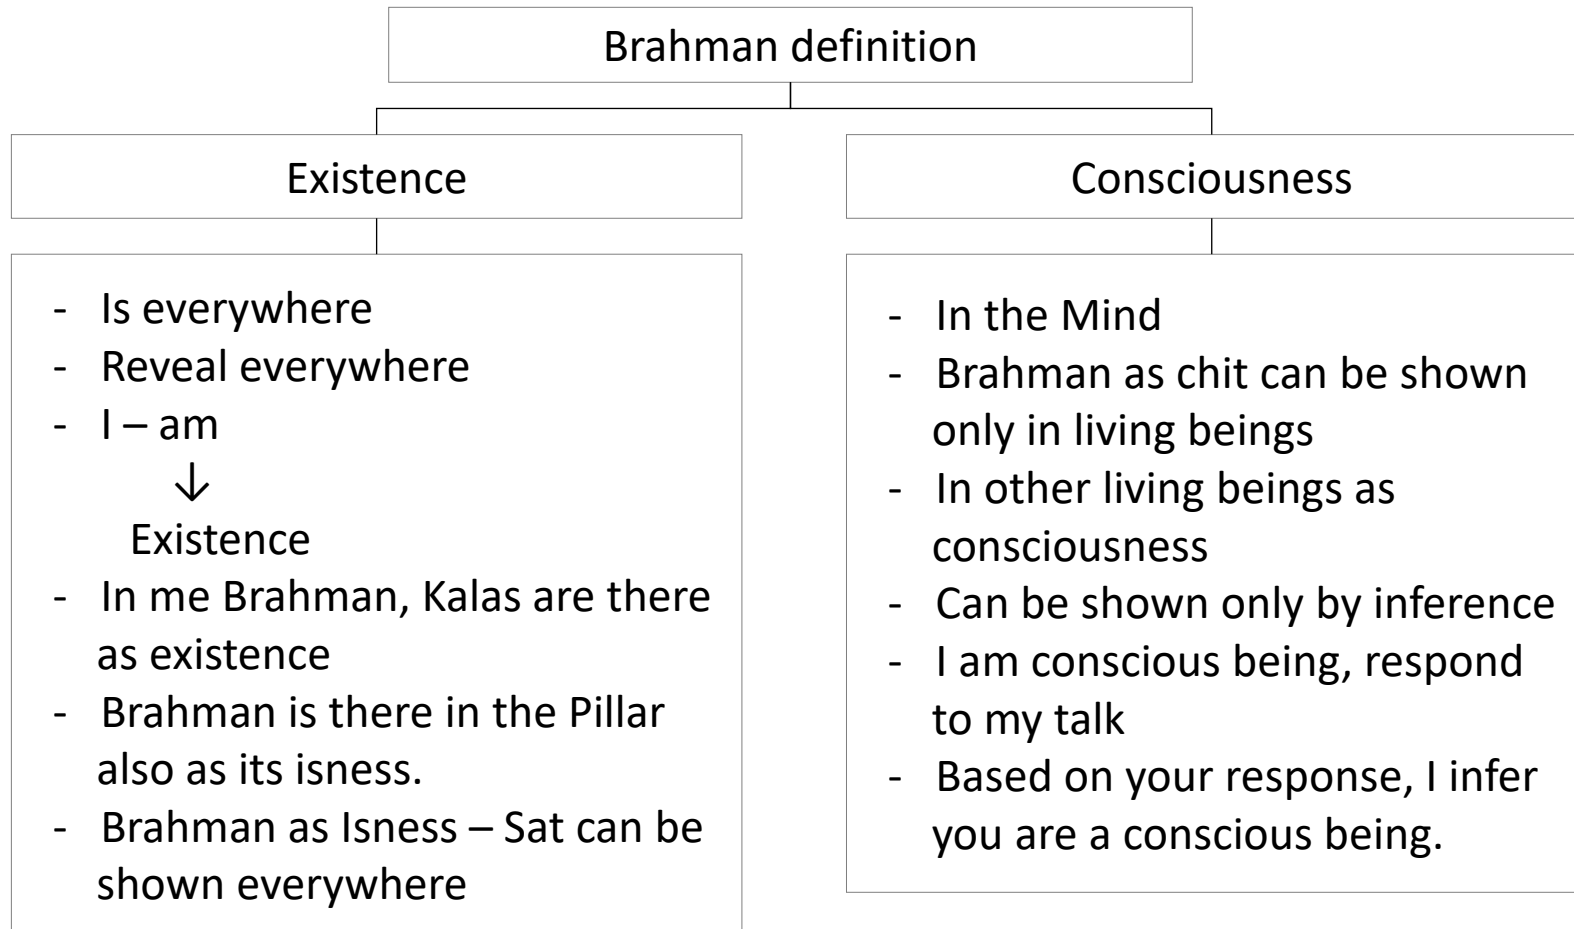 Brahman definition
Existence
- Is everywhere
- Reveal everywhere
- I – am
↓
Existence
- In me Brahman, Kalas are there
as existence
- Brahman is there in the Pillar
also as its isness.
- Brahman as Isness – Sat can be
shown everywhere
Consciousness
- In the Mind
- Brahman as chit can be shown
only in living beings
- In other living beings as
consciousness
- Can be shown only by inference
- I am conscious being, respond
to my talk
- Based on your response, I infer
you are a conscious being.